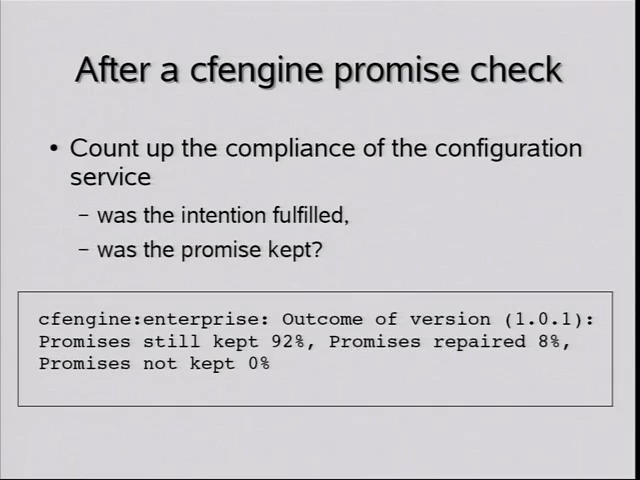 After a cfengine promise check
• Count up the compliance of the configuration
service
– was the intention fulfilled,
– was the promise kept?
cfengine:enterprise: Outcome of version (1.0.1):
Promises still kept 92%, Promises repaired 8%,
Promises not kept 0%